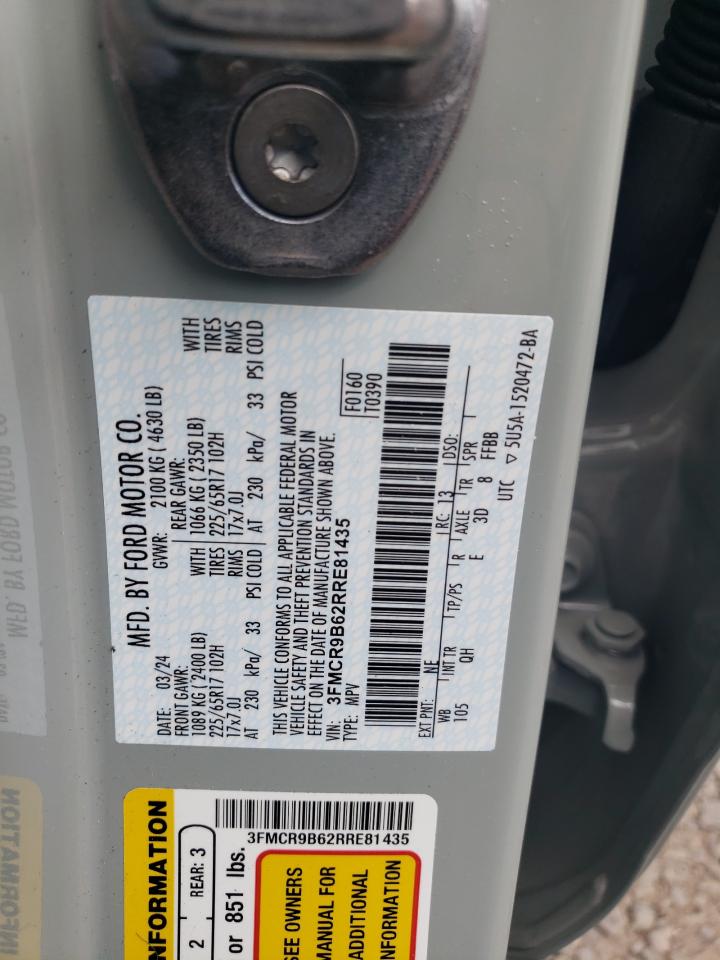 MFD. BY FORD MOTOR CO.
DATE: 03/24 GVWR: 2100 KG ( 4630 LB)
FRONT GAWR: REAR GAWR:
1089 KG (2400 LB) WITH 1066 KG ( 2350 LB) WITH
225/65R17 102H TIRES 225/65R17 102H TIRES
17x7.0J RIMS 17x7.0J RIMS
AT 230 kPa/ 33 PSI COLD AT 230 kPa/ 33 PSI COLD
THIS VEHICLE CONFORMS TO ALL APPLICABLE FEDERAL MOTOR
VEHICLE SAFETY AND THEFT PREVENTION STANDARDS IN
EFFECT ON THE DATE OF MANUFACTURE SHOWN ABOVE.
VIN: 3FMCR9B62RRE81435
TYPE: MPV
F0160
T0390
EXT PNT: NE RC: 13 DSO:
WB INT TR TP/PS R AXLE TR SPR
105 QH E 3D 8 FFBB
UTC ▽ 5U5A-1520472-BA
3FMCR9B62RRE81435
NFORMATION
2 REAR: 3
or 851 lbs.
SEE OWNERS
MANUAL FOR
ADDITIONAL
INFORMATION